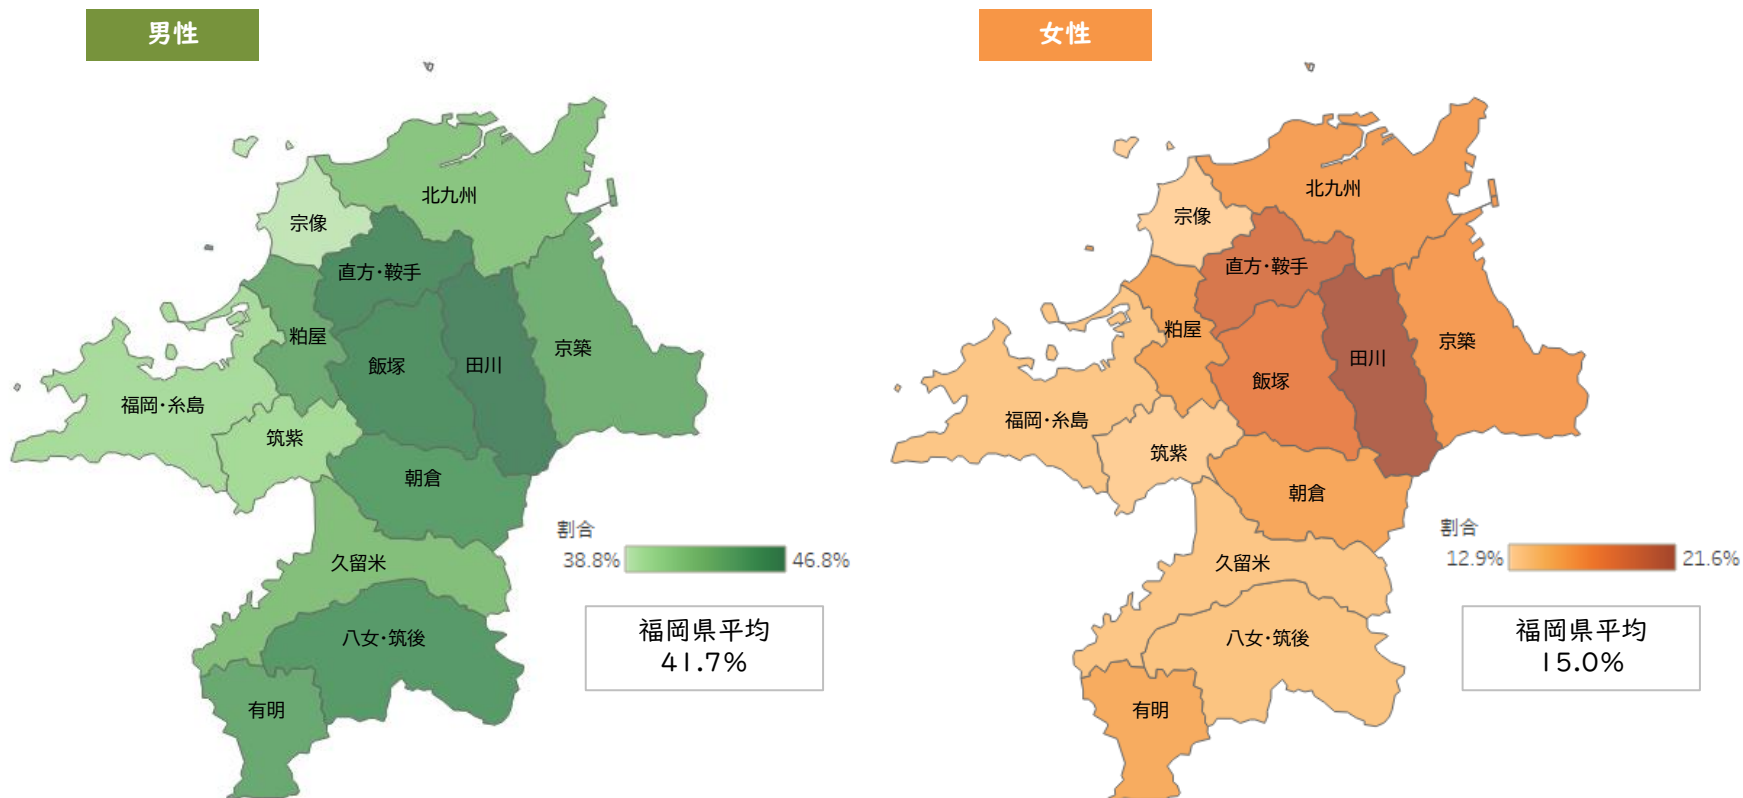 男性
北九州
宗像
直方・鞍手
粕屋
飯塚
田川
京築
福岡・糸島
筑紫
朝倉
久留米
八女・筑後
有明
割合
38.8%
46.8%
福岡県平均
41.7%
女性
北九州
宗像
直方・鞍手
粕屋
飯塚
田川
京築
福岡・糸島
筑紫
朝倉
久留米
八女・筑後
有明
割合
12.9%
21.6%
福岡県平均
15.0%